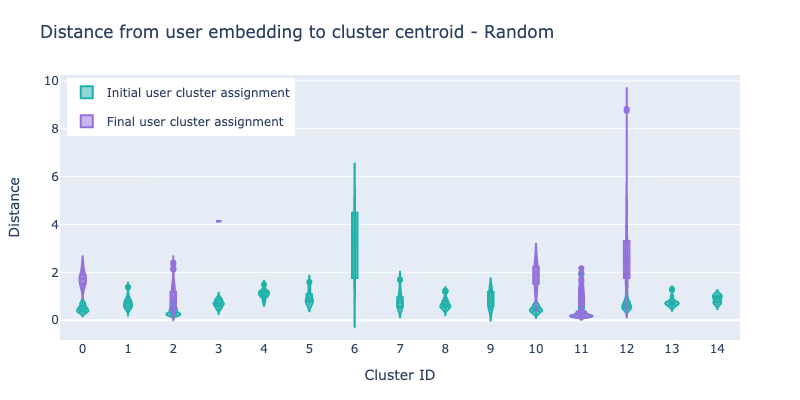 Distance from user embedding to cluster centroid - Random
10
8
6
4
2
0
Distance
Initial user cluster assignment
Final user cluster assignment
0 1 2 3 4 5 6 7 8 9 10 11 12 13 14
Cluster ID